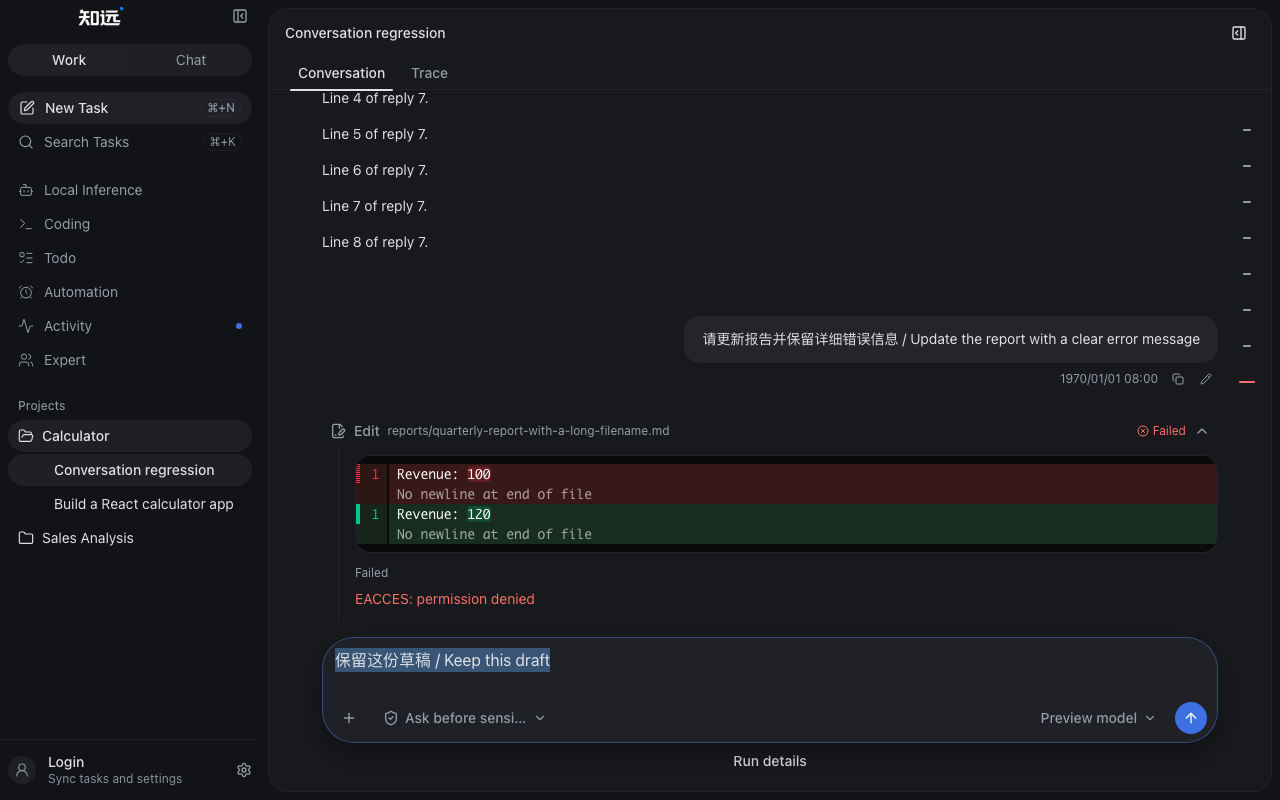 知远
Work
Chat
New Task
⌘+N
Search Tasks
⌘+K
Local Inference
Coding
Todo
Automation
Activity
Expert
Projects
Calculator
Conversation regression
Build a React calculator app
Sales Analysis
Login
Sync tasks and settings
Conversation regression
Conversation
Trace
Line 4 of reply 7.
Line 5 of reply 7.
Line 6 of reply 7.
Line 7 of reply 7.
Line 8 of reply 7.
请更新报告并保留详细错误信息 / Update the report with a clear error message
1970/01/01 08:00
Edit reports/quarterly-report-with-a-long-filename.md
Failed
1 Revenue: 100
No newline at end of file
1 Revenue: 120
No newline at end of file
Failed
EACCES: permission denied
保留这份草稿 / Keep this draft
Ask before sensi...
Preview model
Run details